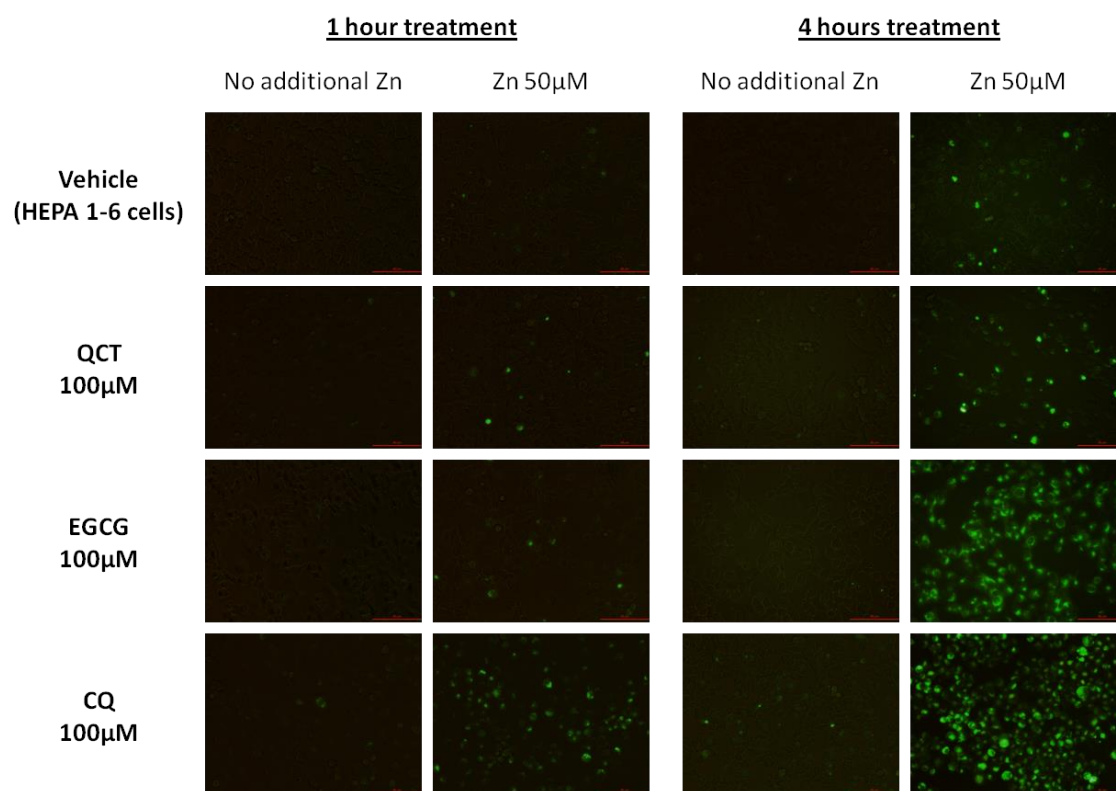 1 hour treatment
4 hours treatment
No additional Zn
Zn 50µM
No additional Zn
Zn 50µM
Vehicle
(HEPA 1-6 cells)
QCT
100µM
EGCG
100µM
CQ
100µM